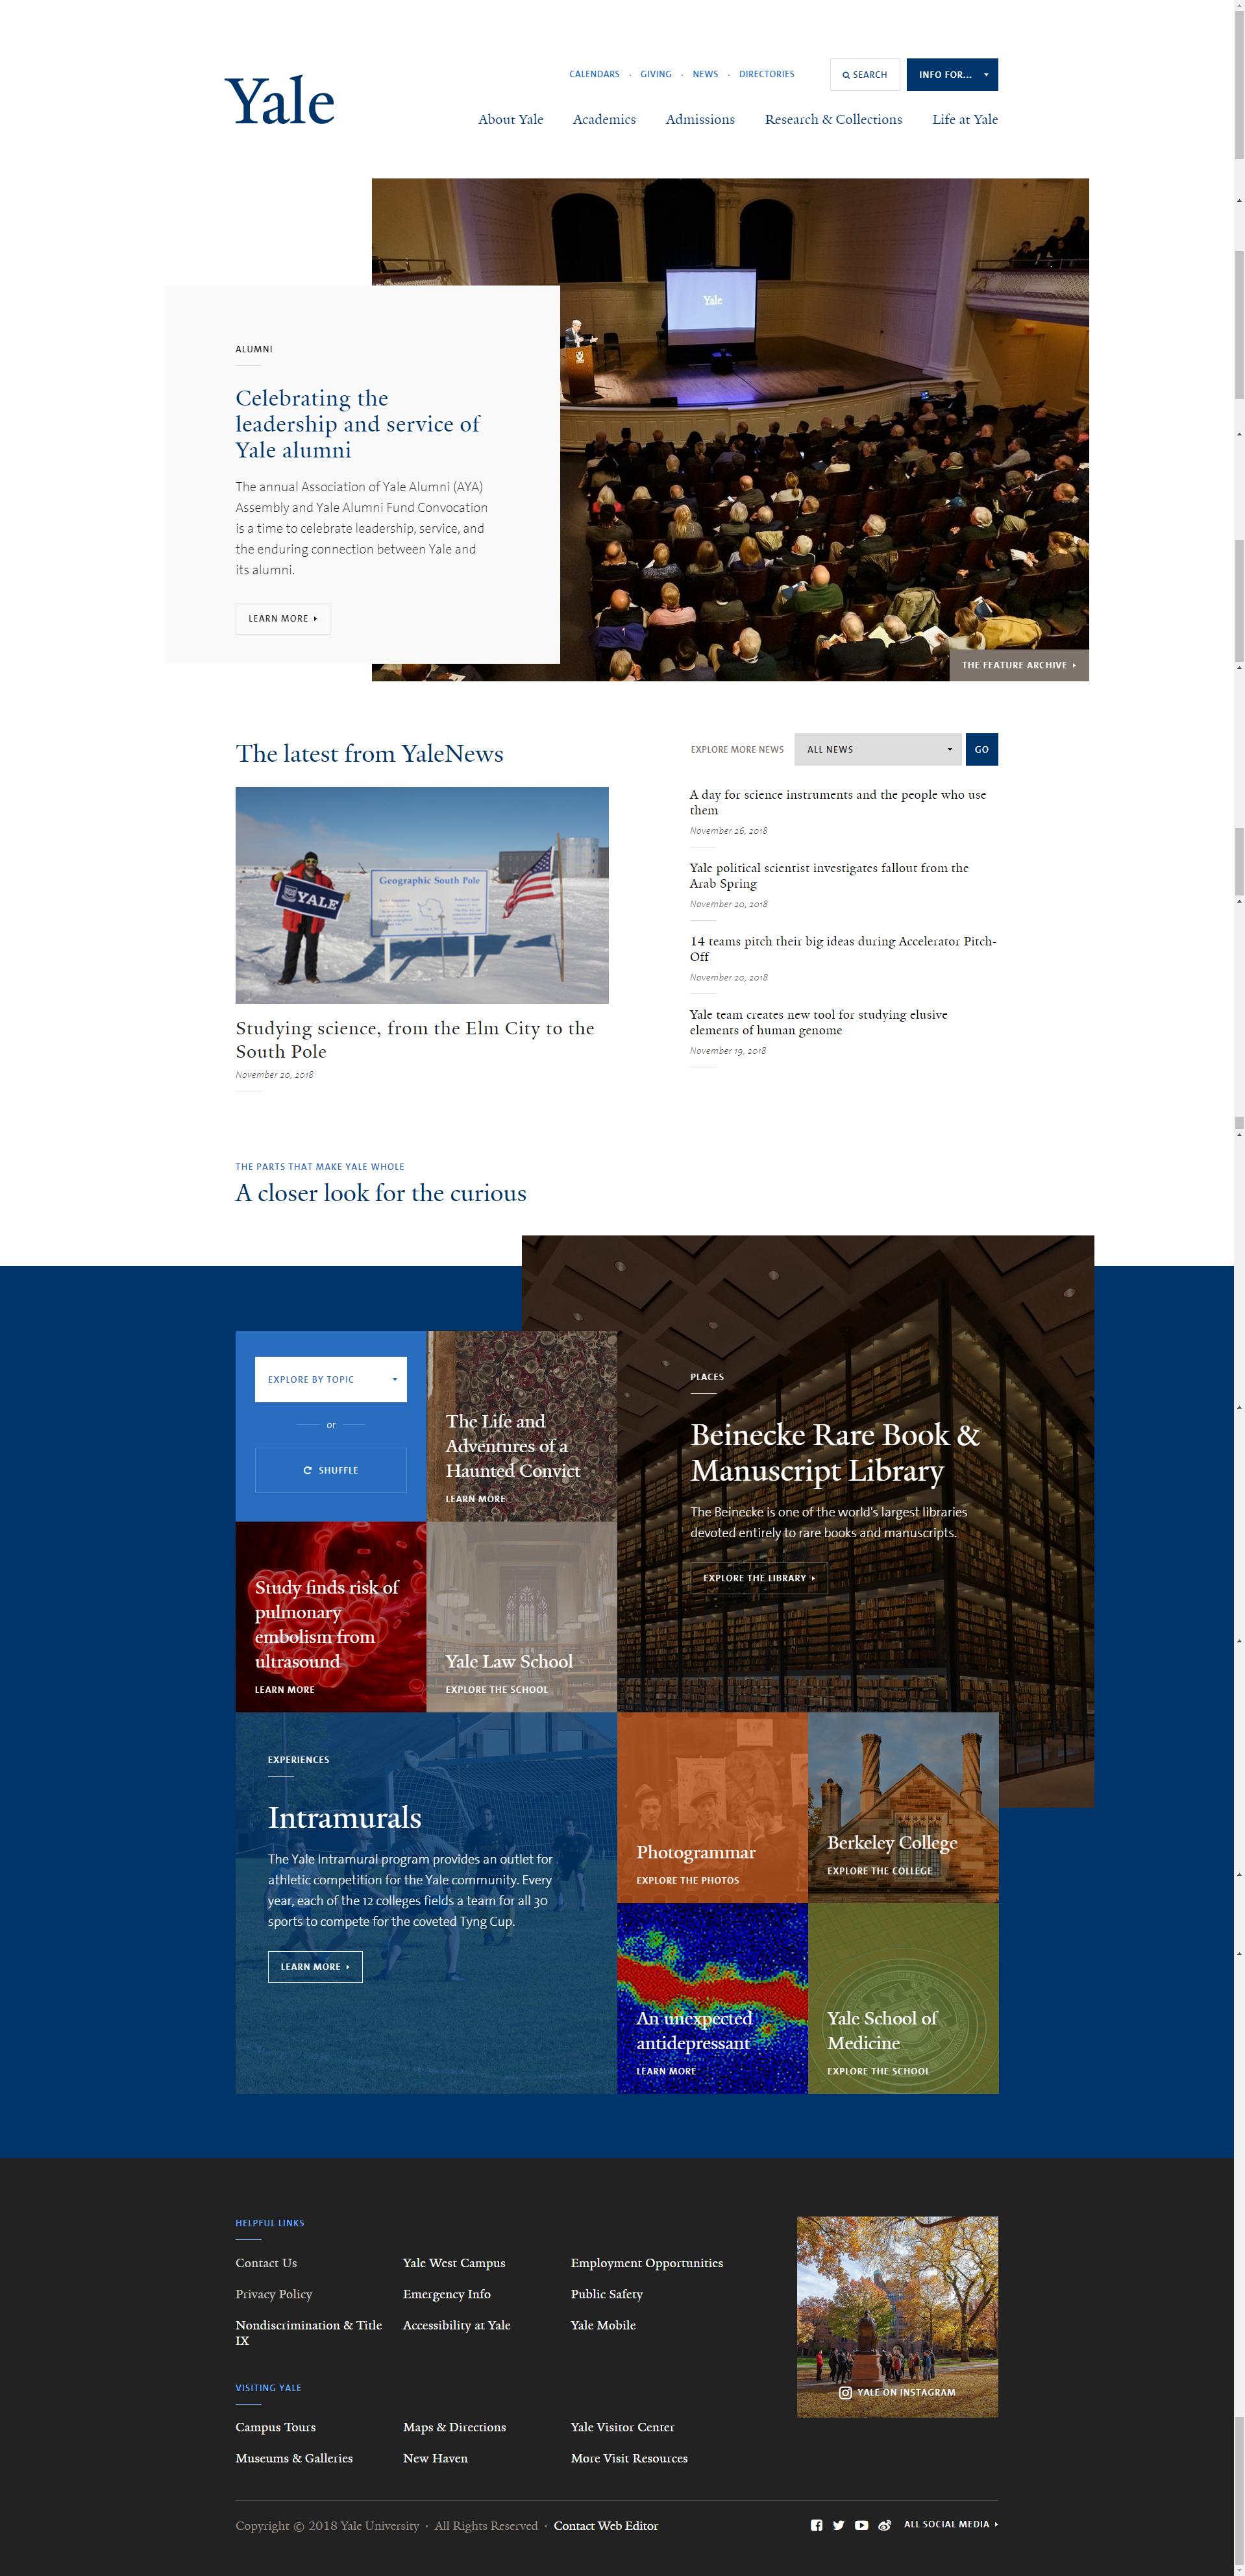 Yale
CALENDARS · GIVING · NEWS · DIRECTORIES
SEARCH
INFO FOR...
About Yale Academics Admissions Research & Collections Life at Yale
Yale
ALUMNI
Celebrating the
leadership and service of
Yale alumni
The annual Association of Yale Alumni (AYA)
Assembly and Yale Alumni Fund Convocation
is a time to celebrate leadership, service, and
the enduring connection between Yale and
its alumni.
LEARN MORE
THE FEATURE ARCHIVE
The latest from YaleNews
YALE
Geographic South Pole
Studying science, from the Elm City to the
South Pole
November 20, 2018
EXPLORE MORE NEWS
ALL NEWS
GO
A day for science instruments and the people who use
them
November 26, 2018
Yale political scientist investigates fallout from the
Arab Spring
November 20, 2018
14 teams pitch their big ideas during Accelerator Pitch-
Off
November 20, 2018
Yale team creates new tool for studying elusive
elements of human genome
November 19, 2018
THE PARTS THAT MAKE YALE WHOLE
A closer look for the curious
EXPLORE BY TOPIC
or
SHUFFLE
The Life and
Adventures of a
Haunted Convict
LEARN MORE
PLACES
Beinecke Rare Book &
Manuscript Library
The Beinecke is one of the world's largest libraries
devoted entirely to rare books and manuscripts.
EXPLORE THE LIBRARY
Study finds risk of
pulmonary
embolism from
ultrasound
LEARN MORE
Yale Law School
EXPLORE THE SCHOOL
EXPERIENCES
Intramurals
The Yale Intramural program provides an outlet for
athletic competition for the Yale community. Every
year, each of the 12 colleges fields a team for all 30
sports to compete for the coveted Tyng Cup.
LEARN MORE
Photogrammar
EXPLORE THE PHOTOS
Berkeley College
EXPLORE THE COLLEGE
An unexpected
antidepressant
LEARN MORE
Yale School of
Medicine
EXPLORE THE SCHOOL
HELPFUL LINKS
Contact Us Yale West Campus Employment Opportunities
Privacy Policy Emergency Info Public Safety
Nondiscrimination & Title
IX
Accessibility at Yale Yale Mobile
YALE ON INSTAGRAM
VISITING YALE
Campus Tours Maps & Directions Yale Visitor Center
Museums & Galleries New Haven More Visit Resources
Copyright © 2018 Yale University · All Rights Reserved · Contact Web Editor
ALL SOCIAL MEDIA